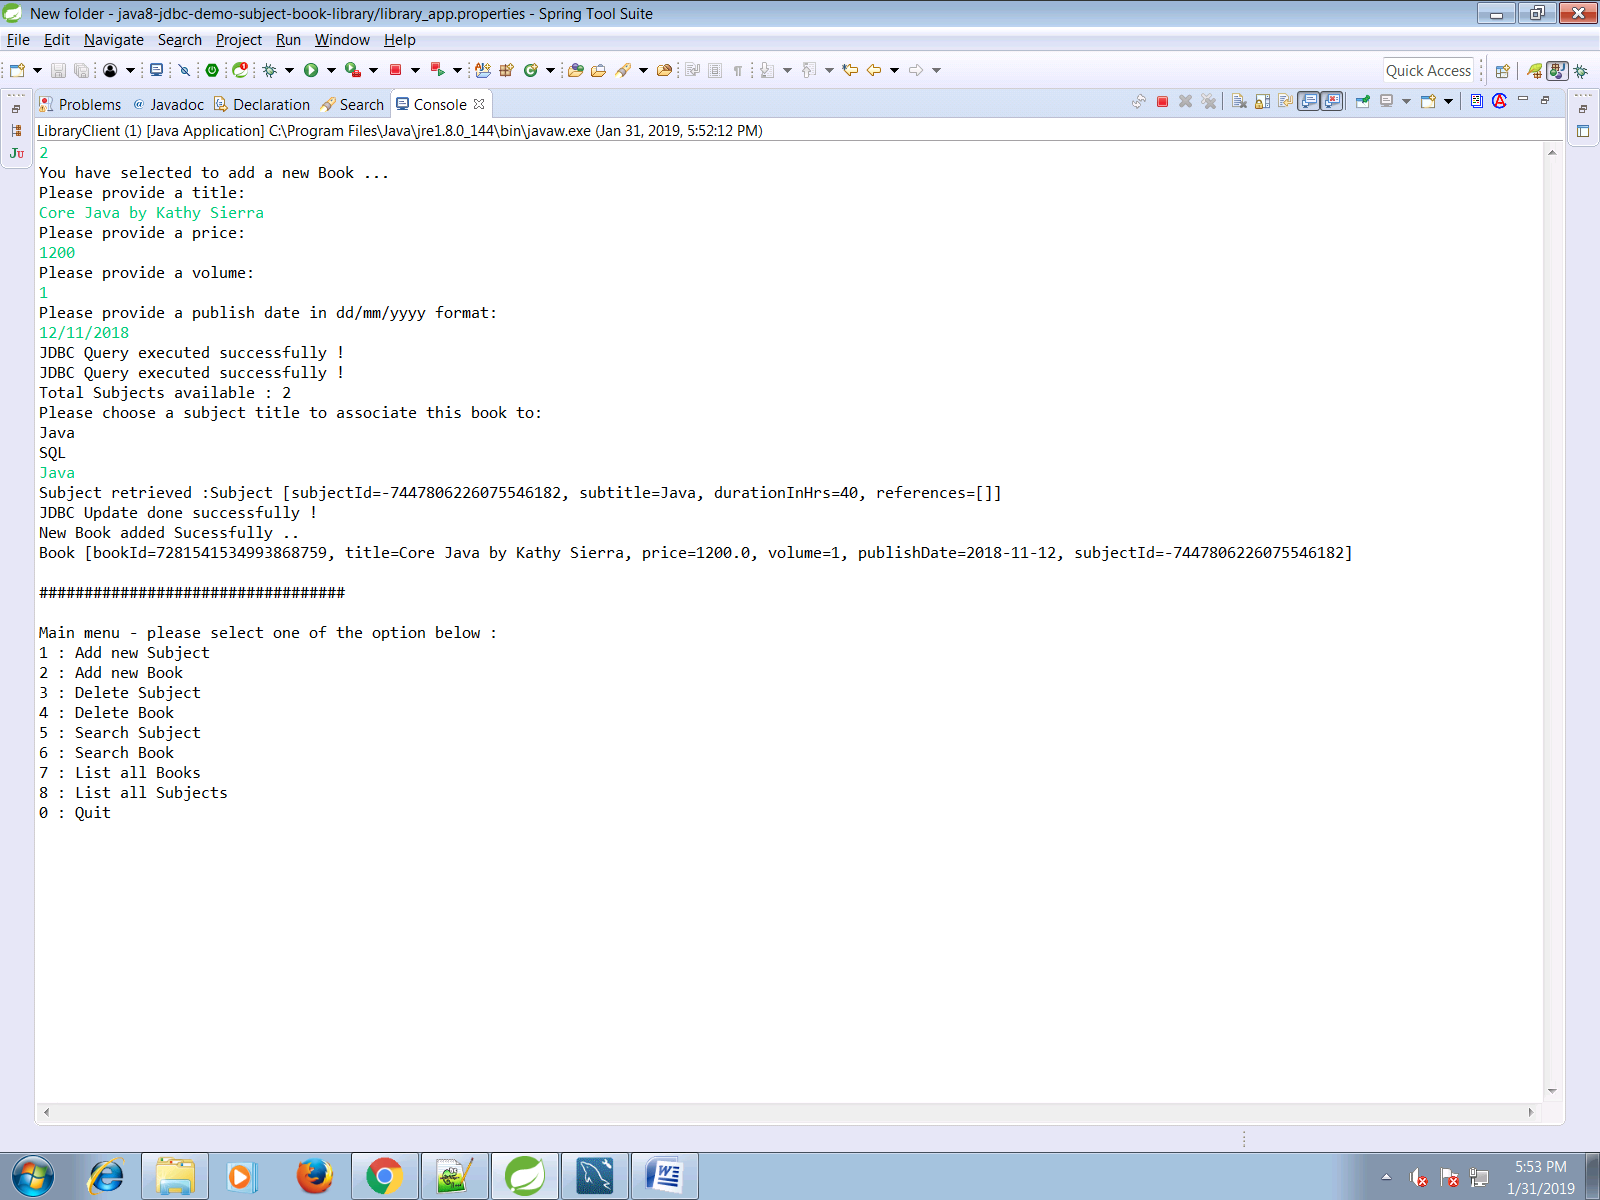 New folder - java8-jdbc-demo-subject-book-library/library_app.properties - Spring Tool Suite
File Edit Navigate Search Project Run Window Help
Quick Access
Problems @ Javadoc Declaration Search Console
LibraryClient (1) [Java Application] C:\Program Files\Java\jre1.8.0_144\bin\javaw.exe (Jan 31, 2019, 5:52:12 PM)
2
You have selected to add a new Book ...
Please provide a title:
Core Java by Kathy Sierra
Please provide a price:
1200
Please provide a volume:
1
Please provide a publish date in dd/mm/yyyy format:
12/11/2018
JDBC Query executed successfully !
JDBC Query executed successfully !
Total Subjects available : 2
Please choose a subject title to associate this book to:
Java
SQL
Java
Subject retrieved :Subject [subjectId=-7447806226075546182, subtitle=Java, durationInHrs=40, references=[]]
JDBC Update done successfully !
New Book added Sucessfully ..
Book [bookId=7281541534993868759, title=Core Java by Kathy Sierra, price=1200.0, volume=1, publishDate=2018-11-12, subjectId=-7447806226075546182]
##################################
Main menu - please select one of the option below :
1 : Add new Subject
2 : Add new Book
3 : Delete Subject
4 : Delete Book
5 : Search Subject
6 : Search Book
7 : List all Books
8 : List all Subjects
0 : Quit
5:53 PM
1/31/2019